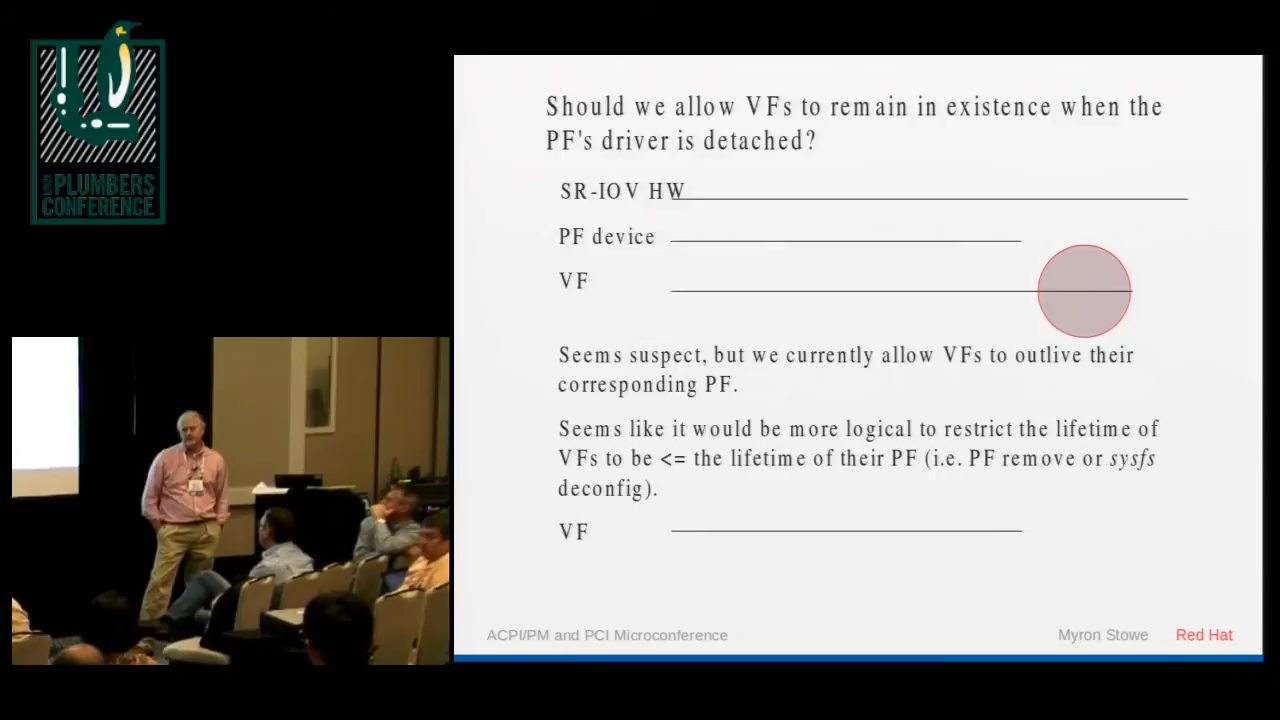 PLUMBERS
CONFERENCE
Should we allow VFs to remain in existence when the
PF's driver is detached?
SR-IOV HW
PF device
VF
Seems suspect, but we currently allow VFs to outlive their
corresponding PF.
Seems like it would be more logical to restrict the lifetime of
VFs to be <= the lifetime of their PF (i.e. PF remove or sysfs
deconfig).
VF
ACPI/PM and PCI Microconference
Myron Stowe Red Hat